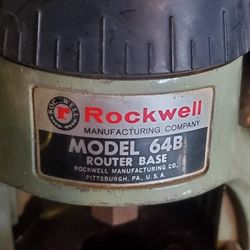 ROCKWELL
r Rockwell
MANUFACTURING COMPANY
MODEL 64B
ROUTER BASE
ROCKWELL MANUFACTURING CO.
PITTSBURGH, PA., U.S.A.